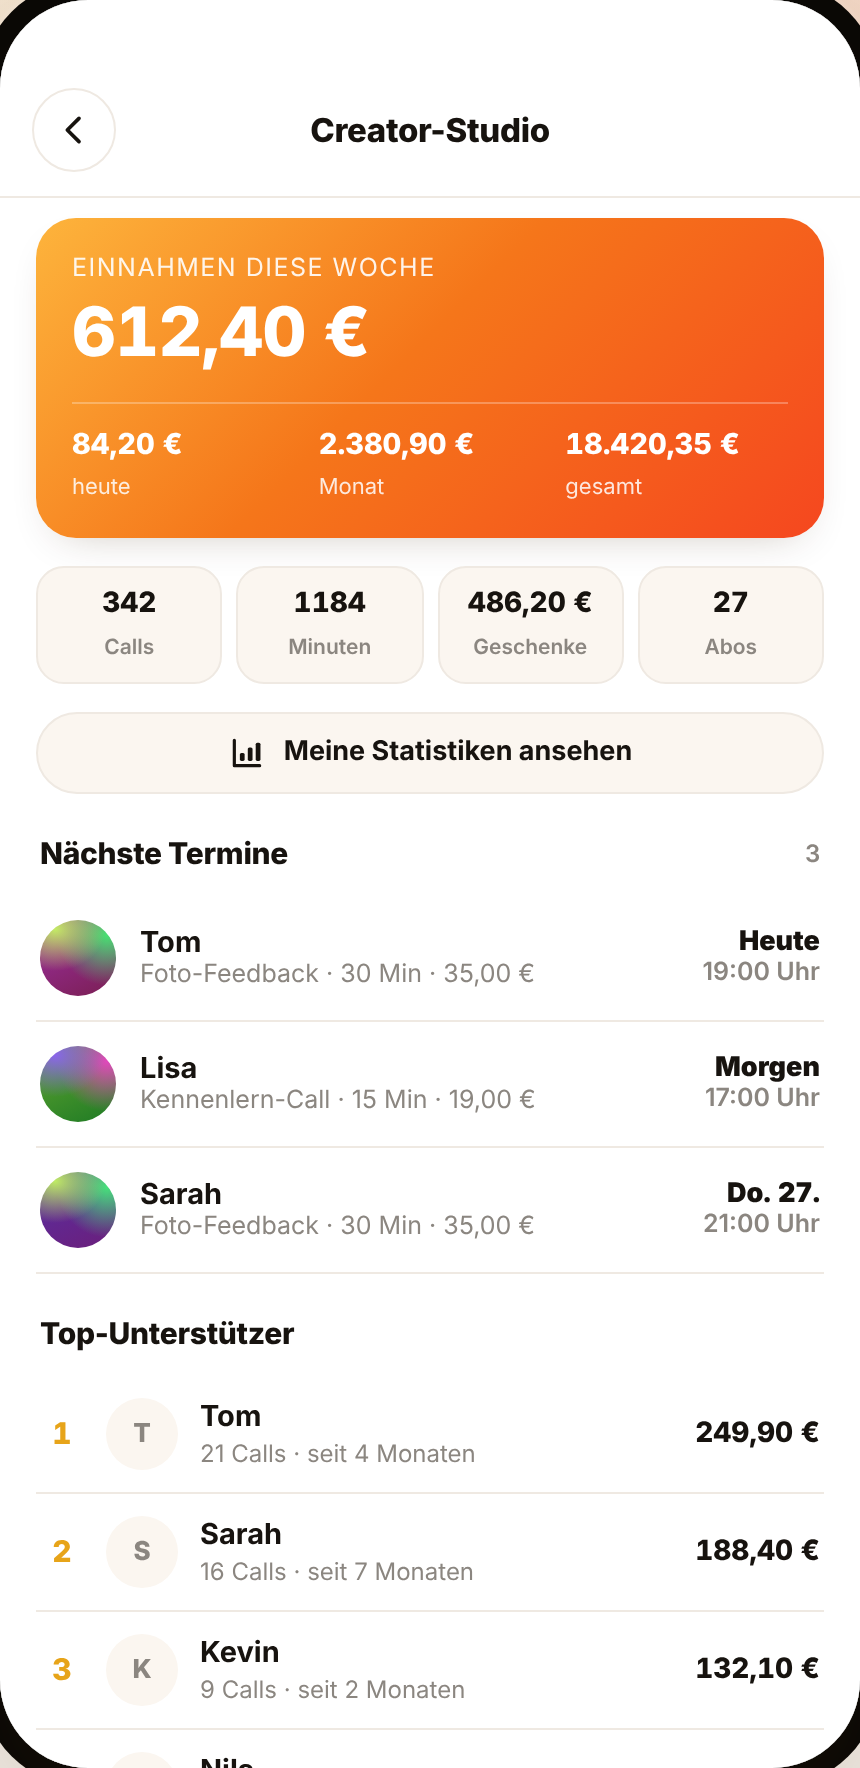 Creator-Studio
EINNAHMEN DIESE WOCHE
612,40 €
84,20 € 2.380,90 € 18.420,35 €
heute Monat gesamt
342 1184 486,20 € 27
Calls Minuten Geschenke Abos
Meine Statistiken ansehen
Nächste Termine 3
Tom Heute
Foto-Feedback · 30 Min · 35,00 € 19:00 Uhr
Lisa Morgen
Kennenlern-Call · 15 Min · 19,00 € 17:00 Uhr
Sarah Do. 27.
Foto-Feedback · 30 Min · 35,00 € 21:00 Uhr
Top-Unterstützer
1 T Tom 249,90 €
21 Calls · seit 4 Monaten
2 S Sarah 188,40 €
16 Calls · seit 7 Monaten
3 K Kevin 132,10 €
9 Calls · seit 2 Monaten